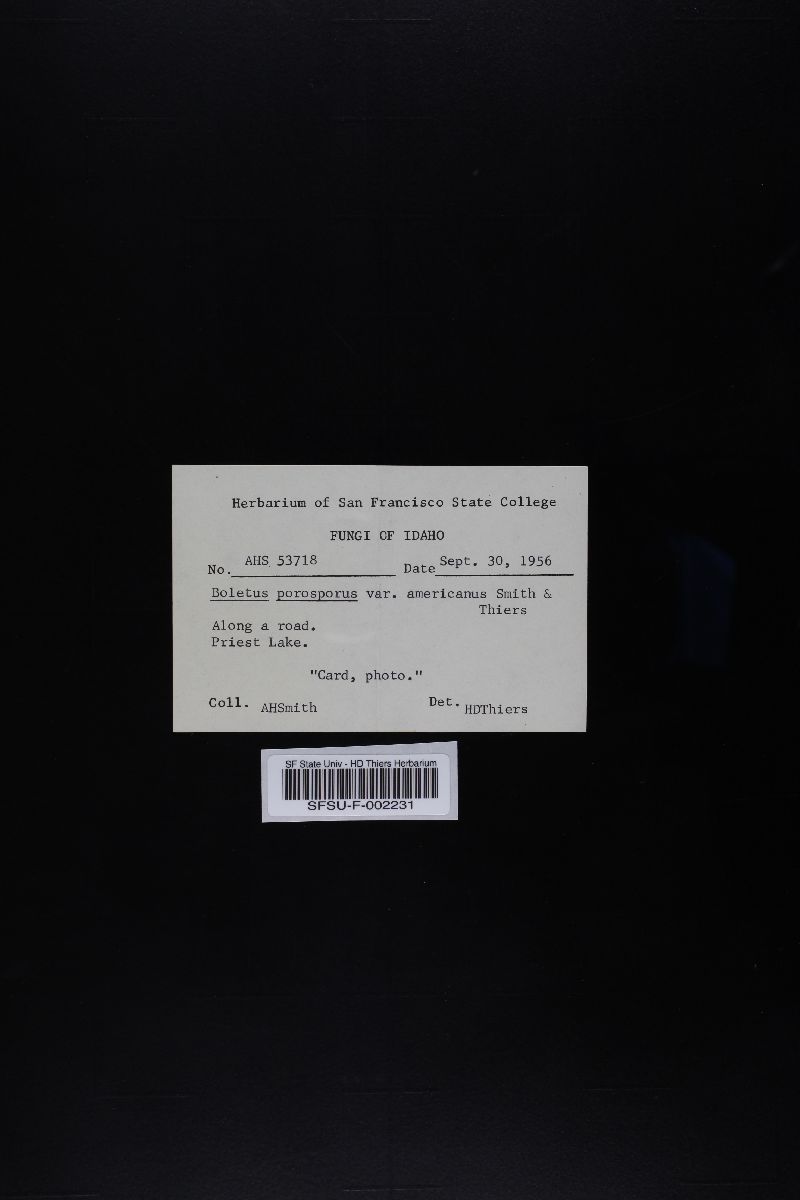 Herbarium of San Francisco State College
FUNGI OF IDAHO
No. AHS 53718 Date Sept. 30, 1956
Boletus porosporus var. americanus Smith &
Thiers
Along a road.
Priest Lake.
"Card, photo."
Coll. AHSmith Det. HDThiers
SF State Univ - HD Thiers Herbarium
SFSU-F-002231